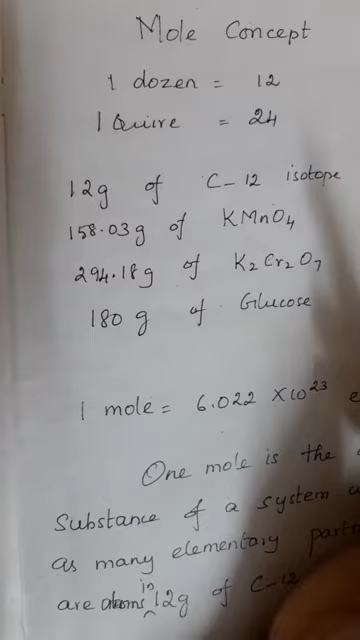 Mole Concept
1 dozen = 12
1 Quire = 24
12g of C-12 isotope
158.03g of KMnO4
294.18g of K2Cr2O7
180 g of Glucose
1 mole = 6.022 X10²³
One mole is the
Substance of a system
as many elementary
are atoms in 12g of C-12